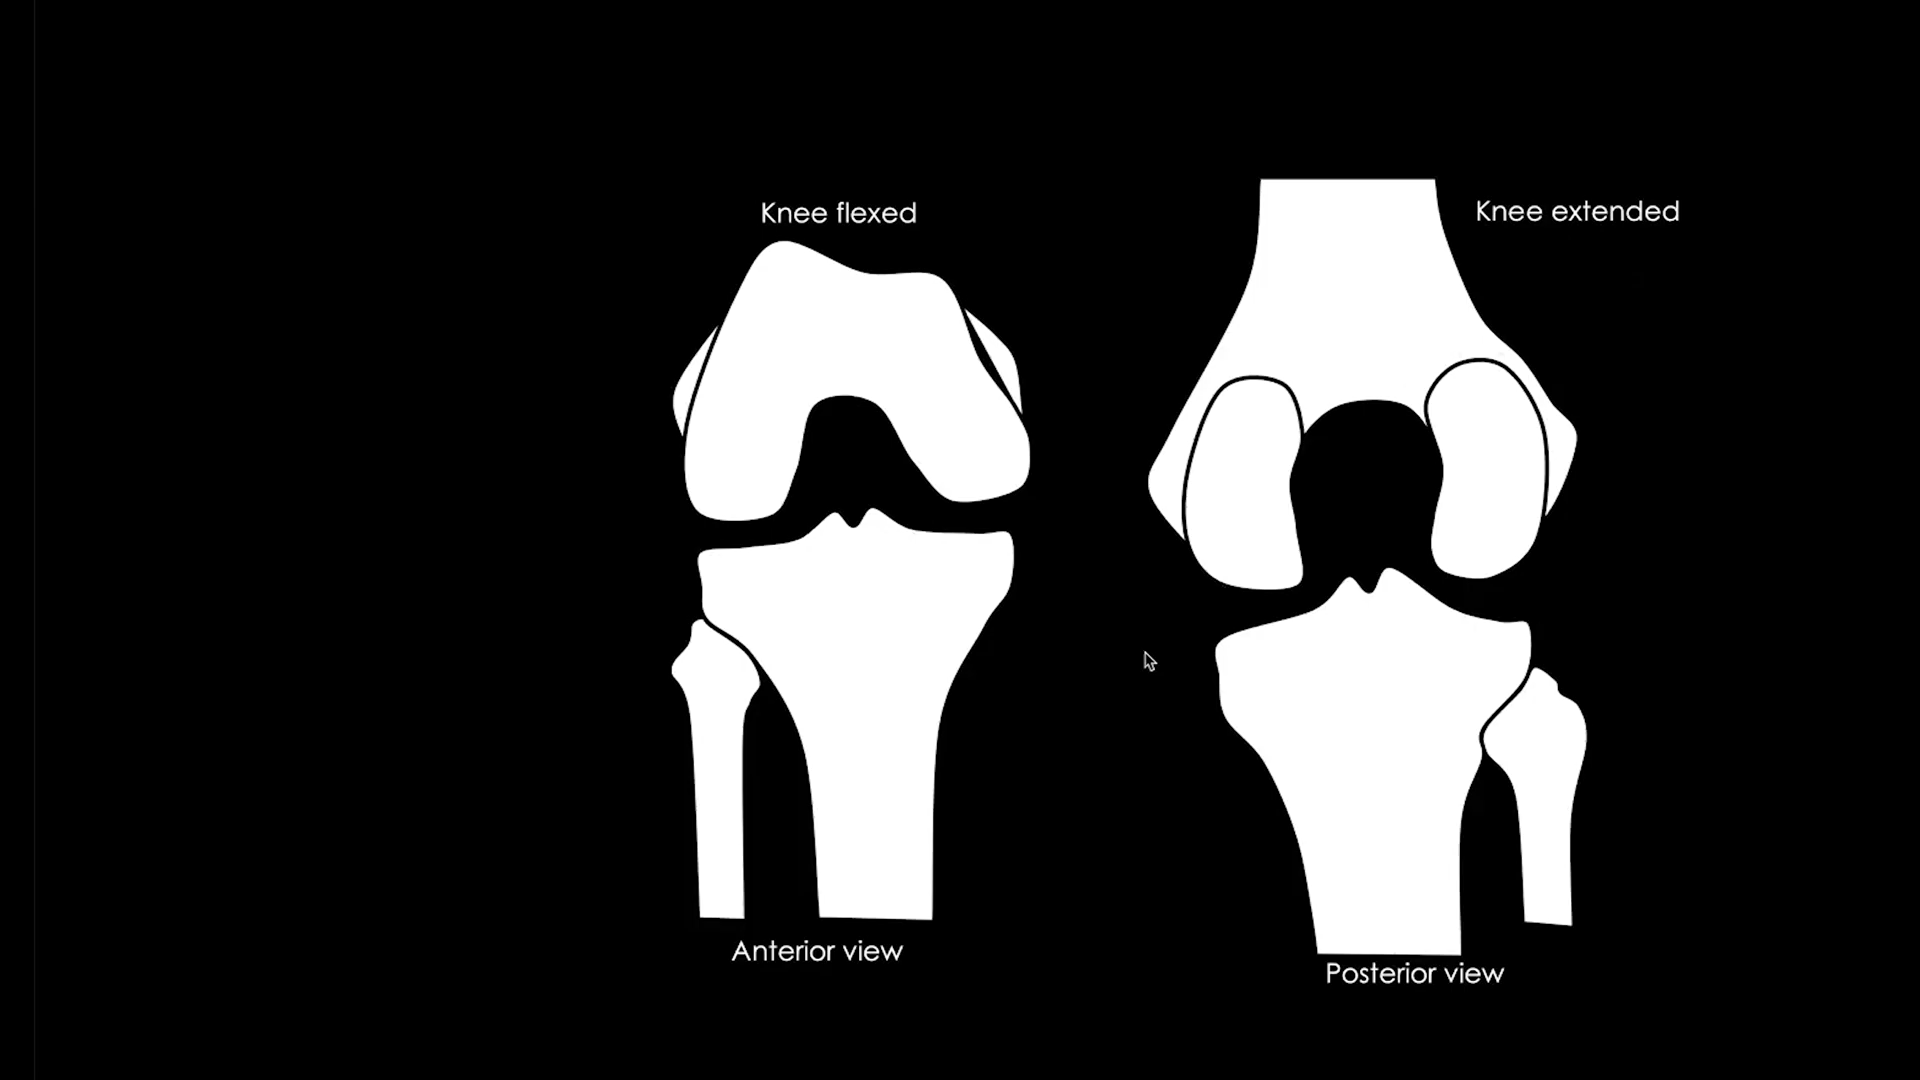 Knee flexed
Knee extended
Anterior view
Posterior view